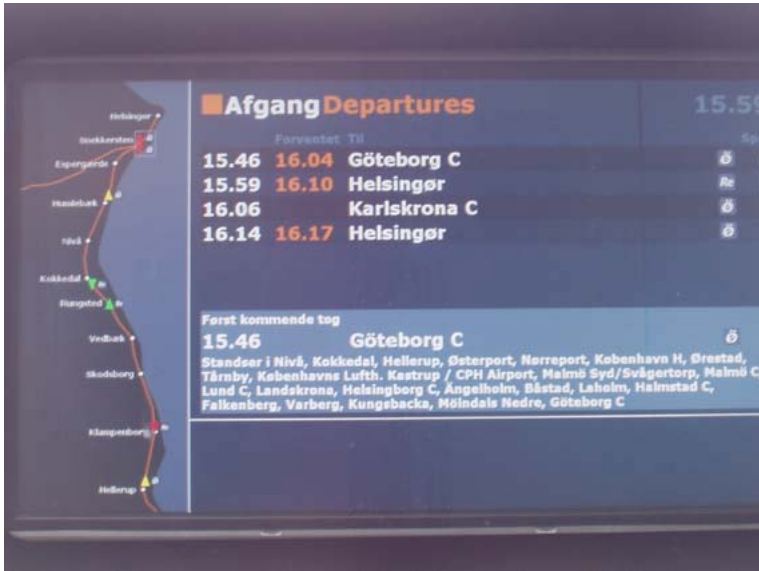 Afgang Departures 15.59
Forventet Til
15.46 16.04 Göteborg C Ö
15.59 16.10 Helsingør Re
16.06 Karlskrona C Ö
16.14 16.17 Helsingør Ö
Først kommende tog
15.46 Göteborg C Ö
Standser i Nivå, Kokkedal, Hellerup, Østerport, Nørreport, København H, Ørestad,
Tårnby, Københavns Lufth. Kastrup / CPH Airport, Malmö Syd/Svågertorp, Malmö C
Lund C, Landskrona, Helsingborg C, Ängelholm, Båstad, Laholm, Halmstad C,
Falkenberg, Varberg, Kungsbacka, Möindals Nedre, Göteborg C
Helsingør
Snekkersten
Espergærde
Humlebæk
Nivå
Kokkedal
Rungsted
Vedbæk
Skodsborg
Klampenborg
Hellerup